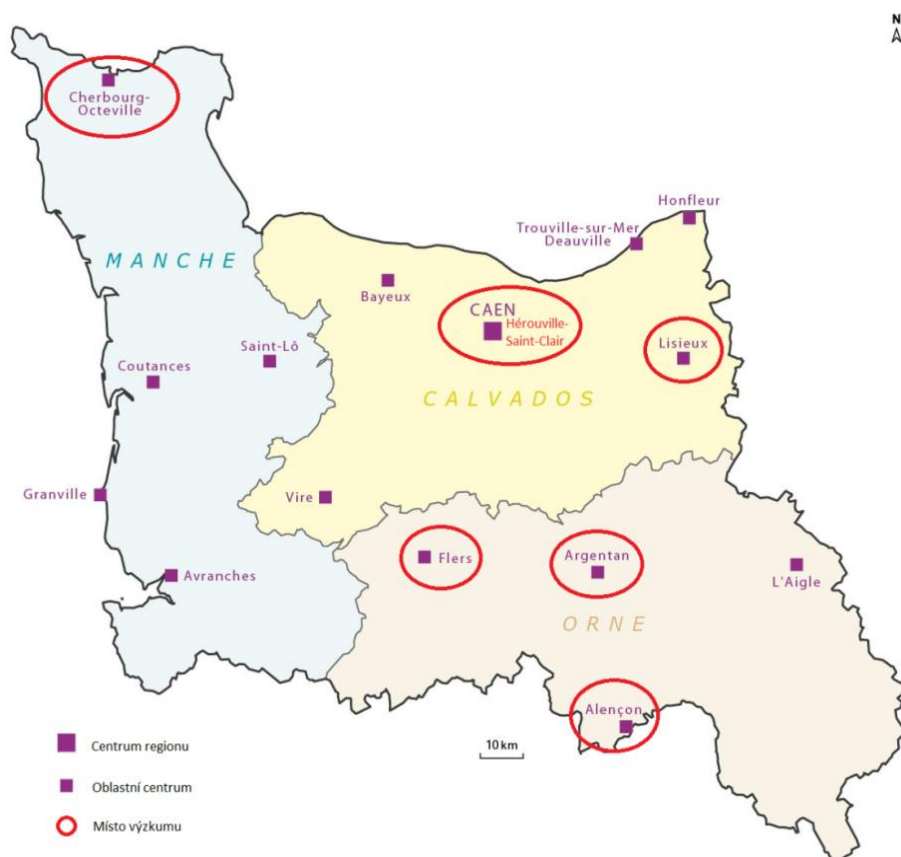 N
Cherbourg-
Octeville
Honfleur
Trouville-sur-Mer
Deauville
MANCHE
Bayeux
CAEN
Hérouville-
Saint-Clair
Saint-Lô
Lisieux
Coutances
CALVADOS
Granville
Vire
Flers
Argentan
Avranches
L'Aigle
ORNE
Alençon
Centrum regionu
10 km
Oblastní centrum
Místo výzkumu